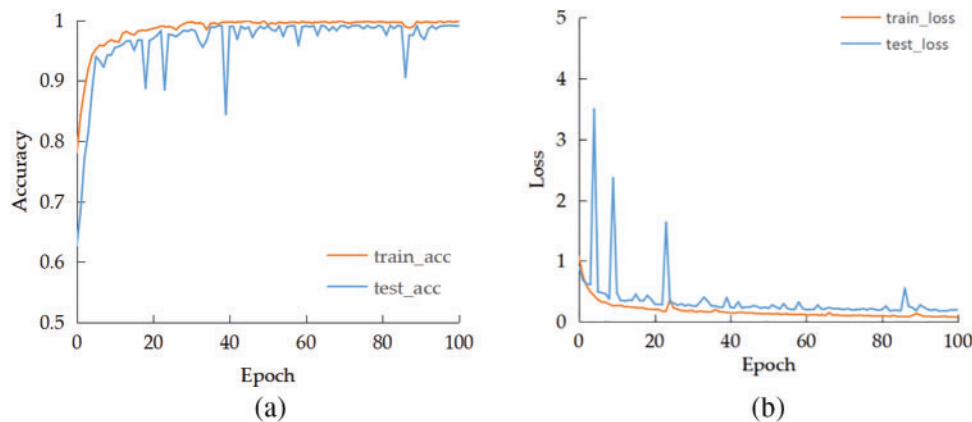 1
0.9
0.8
0.7
0.6
0.5
0 20 40 60 80 100
Accuracy
Epoch
train_acc
test_acc
(a)
5
4
3
2
1
0
0 20 40 60 80 100
Loss
Epoch
train_loss
test_loss
(b)